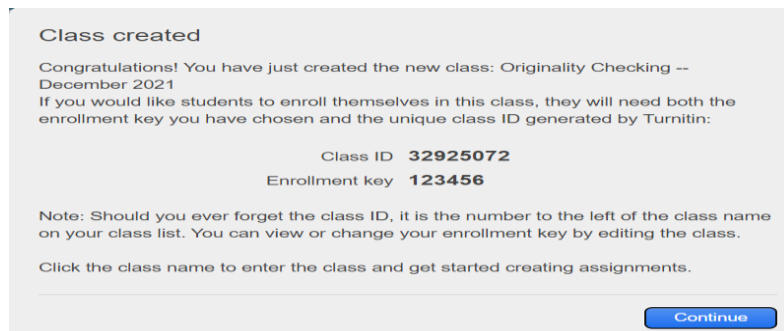 Class created
Congratulations! You have just created the new class: Originality Checking --
December 2021
If you would like students to enroll themselves in this class, they will need both the
enrollment key you have chosen and the unique class ID generated by Turnitin:
Class ID 32925072
Enrollment key 123456
Note: Should you ever forget the class ID, it is the number to the left of the class name
on your class list. You can view or change your enrollment key by editing the class.
Click the class name to enter the class and get started creating assignments.
Continue